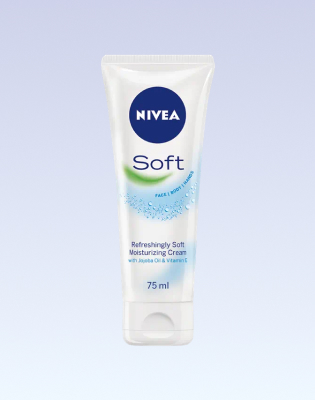 NIVEA
Soft
FACE | BODY | HANDS
Refreshingly Soft
Moisturizing Cream
with Jojoba Oil & Vitamin E
75 ml